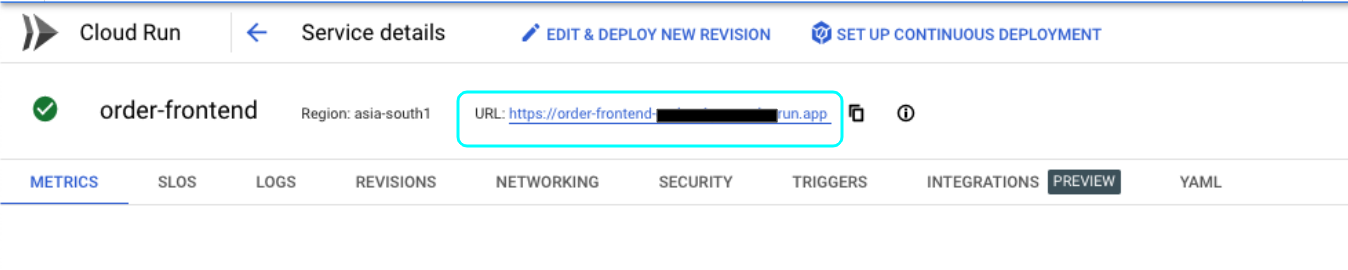 Cloud Run Service details EDIT & DEPLOY NEW REVISION SET UP CONTINUOUS DEPLOYMENT
order-frontend Region: asia-south1 URL: https://order-frontend- run.app
METRICS SLOS LOGS REVISIONS NETWORKING SECURITY TRIGGERS INTEGRATIONS PREVIEW YAML